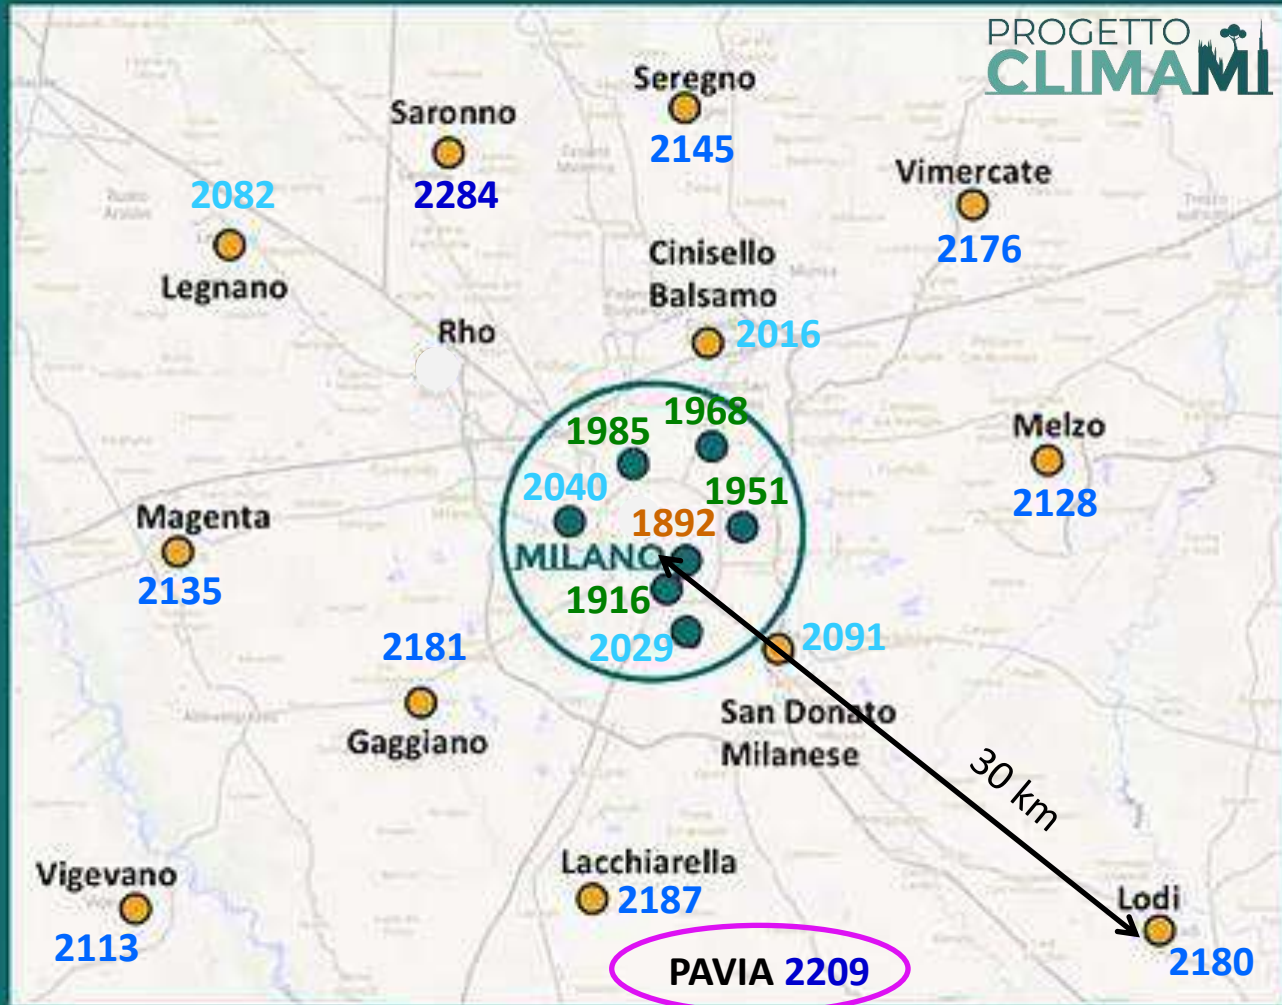 PROGETTO
CLIMAMI
Seregno
2145
Saronno
2284
Vimercate
2176
2082
Legnano
Cinisello
Balsamo
2016
Rho
1968
1985
Melzo
2128
2040
1951
1892
Magenta
2135
MILANO
1916
2029
2091
2181
Gaggiano
San Donato
Milanese
30 km
Vigevano
2113
Lacchiarella
2187
Lodi
2180
PAVIA 2209